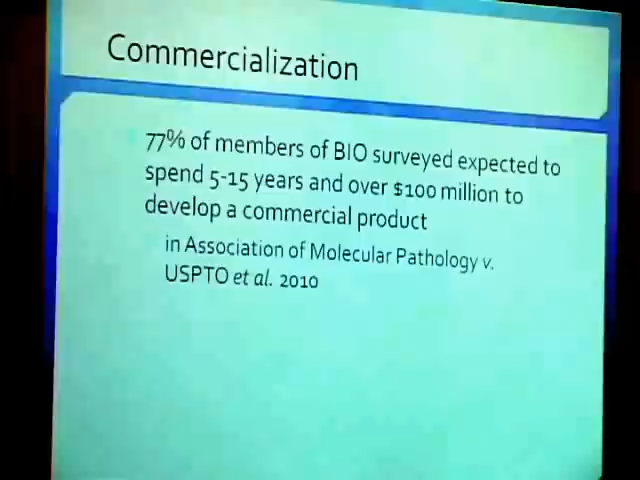 Commercialization
77% of members of BIO surveyed expected to
spend 5-15 years and over $100 million to
develop a commercial product
in Association of Molecular Pathology v.
USPTO et al. 2010